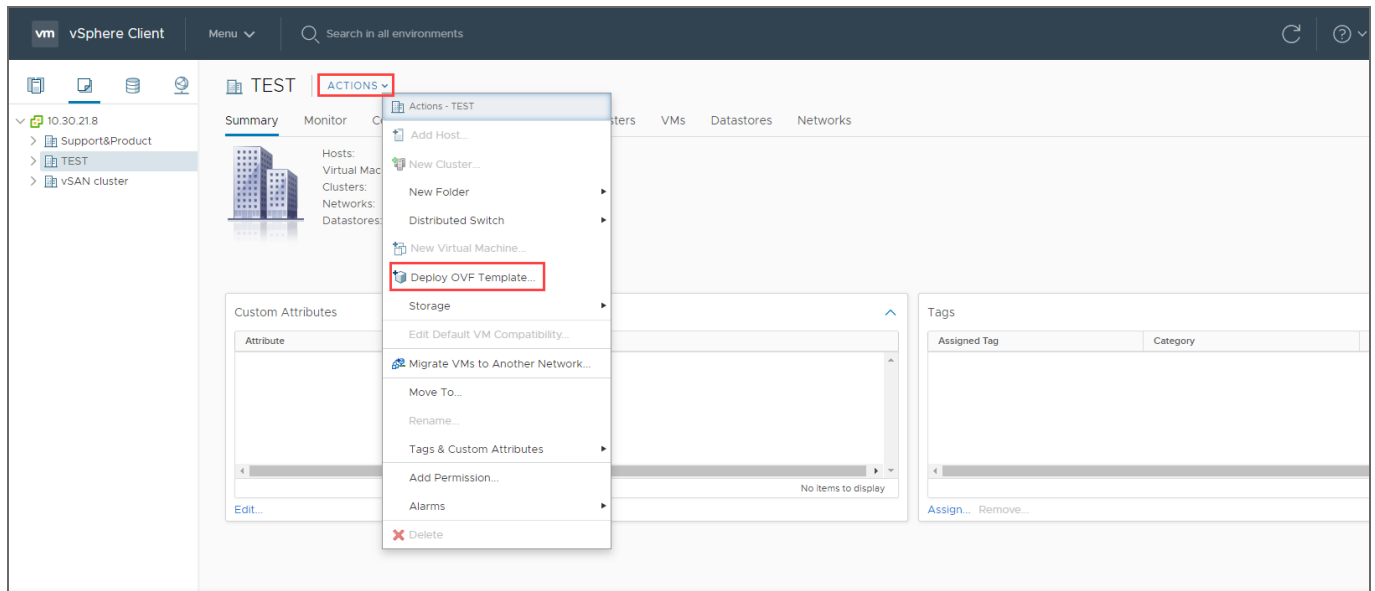 vm vSphere Client Menu Search in all environments
10.30.21.8
Support&Product
TEST
vSAN cluster
TEST ACTIONS
Summary Monitor C sters VMs Datastores Networks
Hosts:
Virtual Mac
Clusters:
Networks:
Datastores:
Actions - TEST
Add Host...
New Cluster...
New Folder
Distributed Switch
New Virtual Machine...
Deploy OVF Template...
Storage
Edit Default VM Compatibility...
Migrate VMs to Another Network...
Move To...
Rename...
Tags & Custom Attributes
Add Permission...
Alarms
Delete
Custom Attributes
Attribute
No items to display
Edit...
Tags
Assigned Tag Category
Assign... Remove...